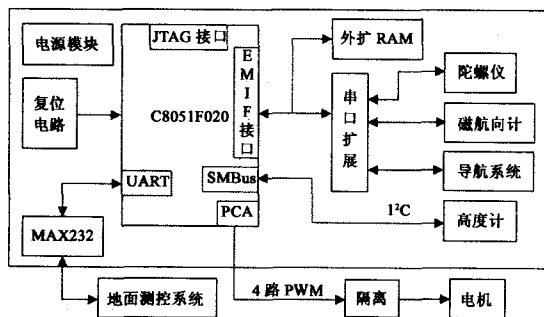 电源模块
JTAG 接口
外扩 RAM
复位
电路
C8051F020
EMIF接口
串口扩展
陀螺仪
磁航向计
导航系统
UART
SMBus
PCA
I²C
高度计
MAX232
地面测控系统
4 路 PWM
隔离
电机